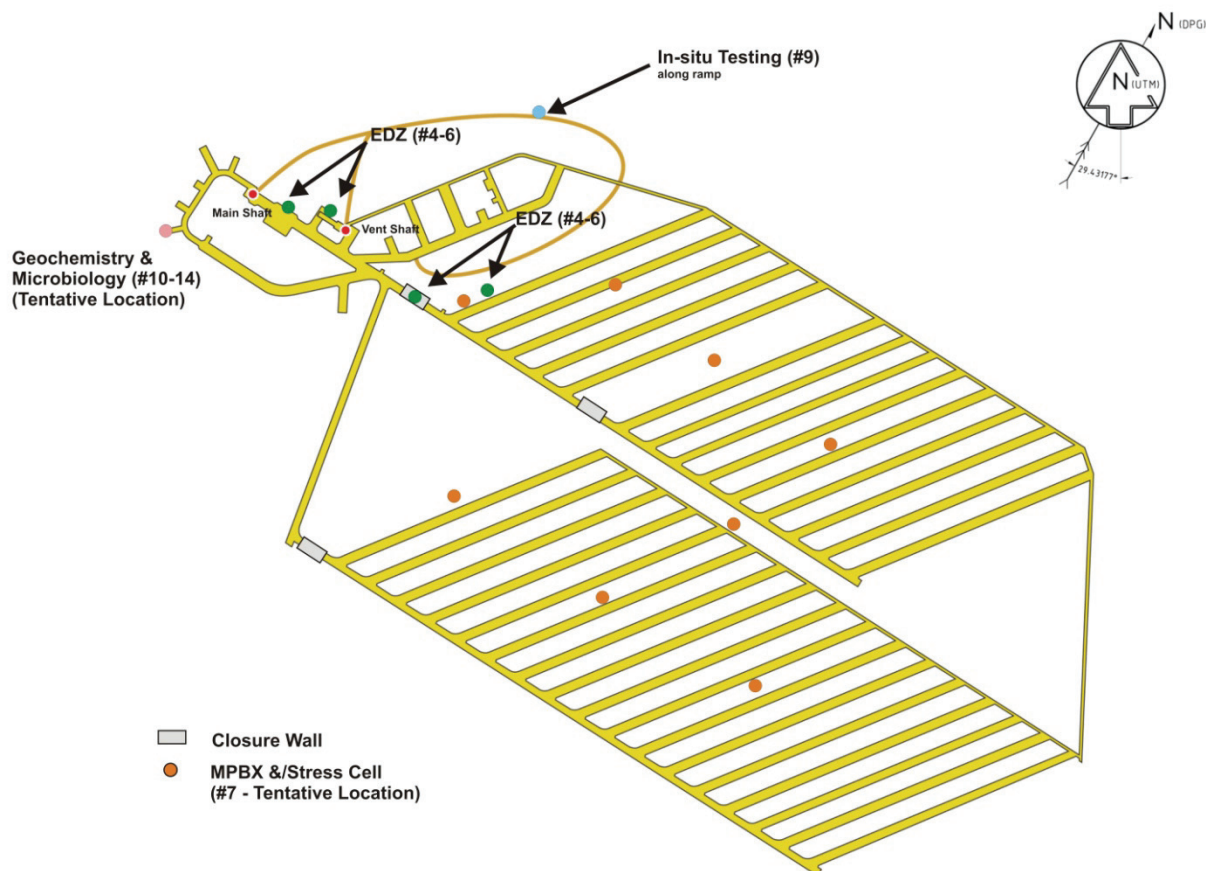 N (DPG)
N (UTM)
29.43177°
In-situ Testing (#9)
along ramp
EDZ (#4-6)
Main Shaft
Vent Shaft
EDZ (#4-6)
Geochemistry &
Microbiology (#10-14)
(Tentative Location)
Closure Wall
MPBX &/Stress Cell
(#7 - Tentative Location)